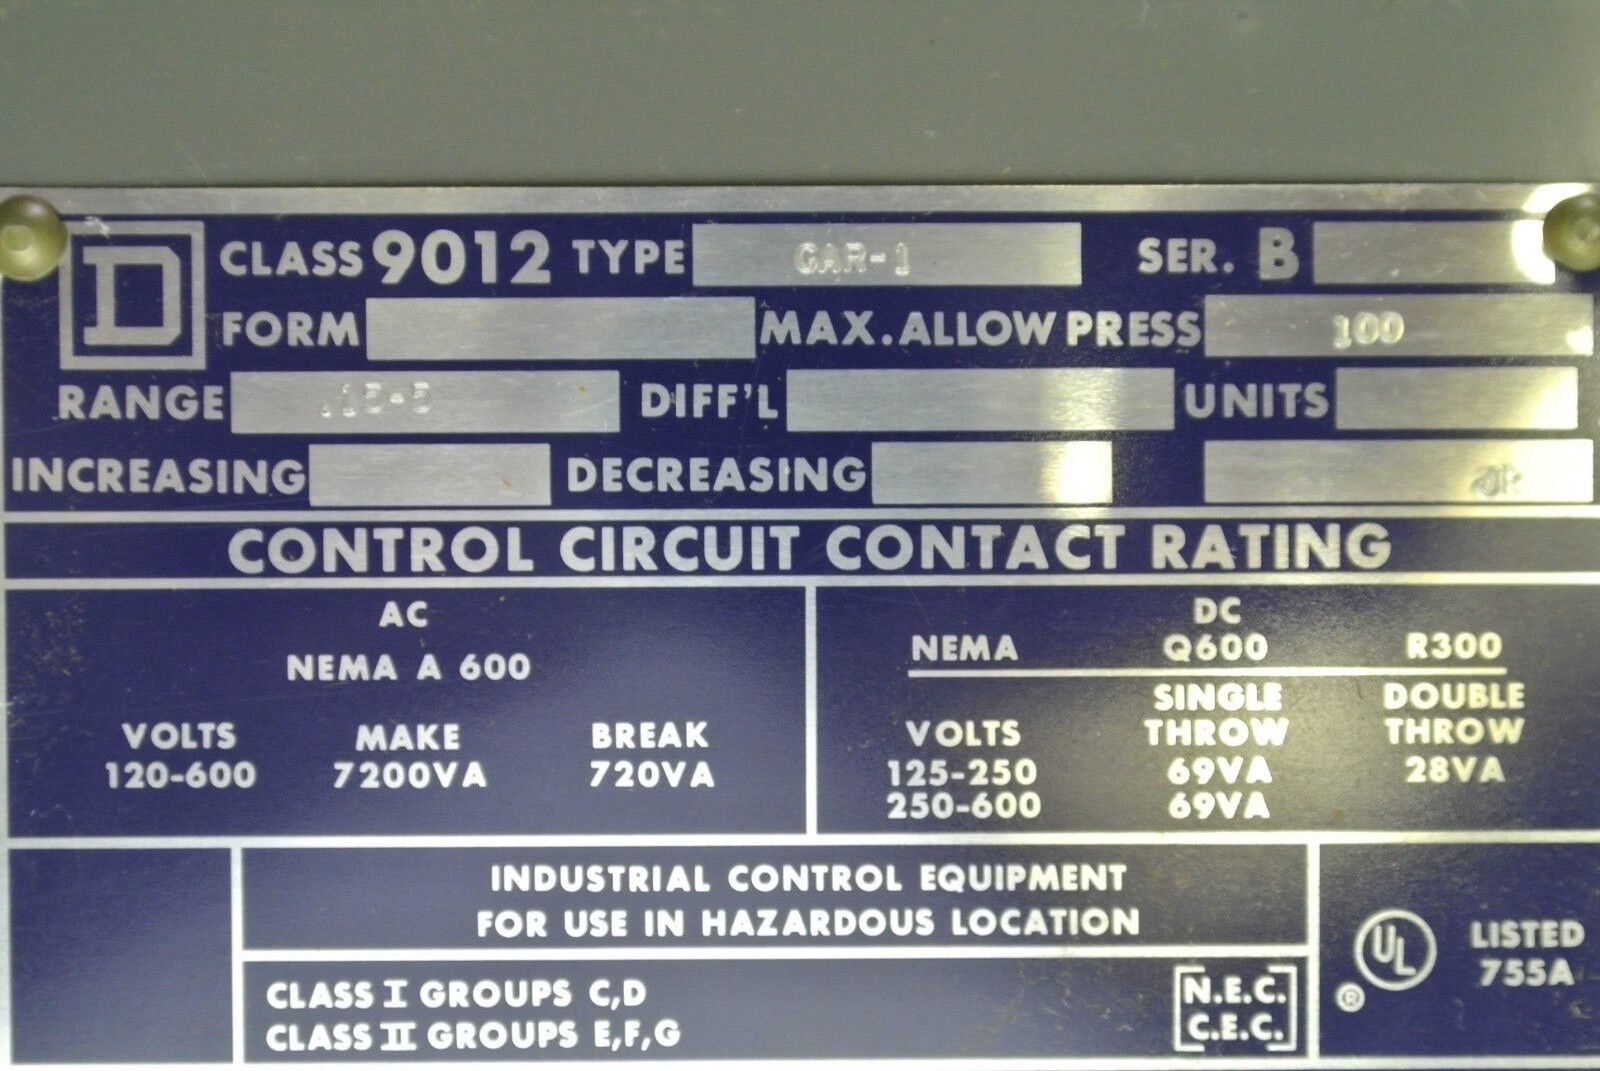 D CLASS 9012 TYPE GAR-1 SER. B
FORM MAX. ALLOW PRESS 100
RANGE .15-5 DIFF'L UNITS
INCREASING DECREASING
CONTROL CIRCUIT CONTACT RATING
AC
NEMA A 600
VOLTS MAKE BREAK
120-600 7200VA 720VA
DC
NEMA Q600 R300
SINGLE DOUBLE
VOLTS THROW THROW
125-250 69VA 28VA
250-600 69VA
INDUSTRIAL CONTROL EQUIPMENT
FOR USE IN HAZARDOUS LOCATION
CLASS I GROUPS C,D
CLASS II GROUPS E,F,G
N.E.C.
C.E.C.
UL ®
LISTED
755A